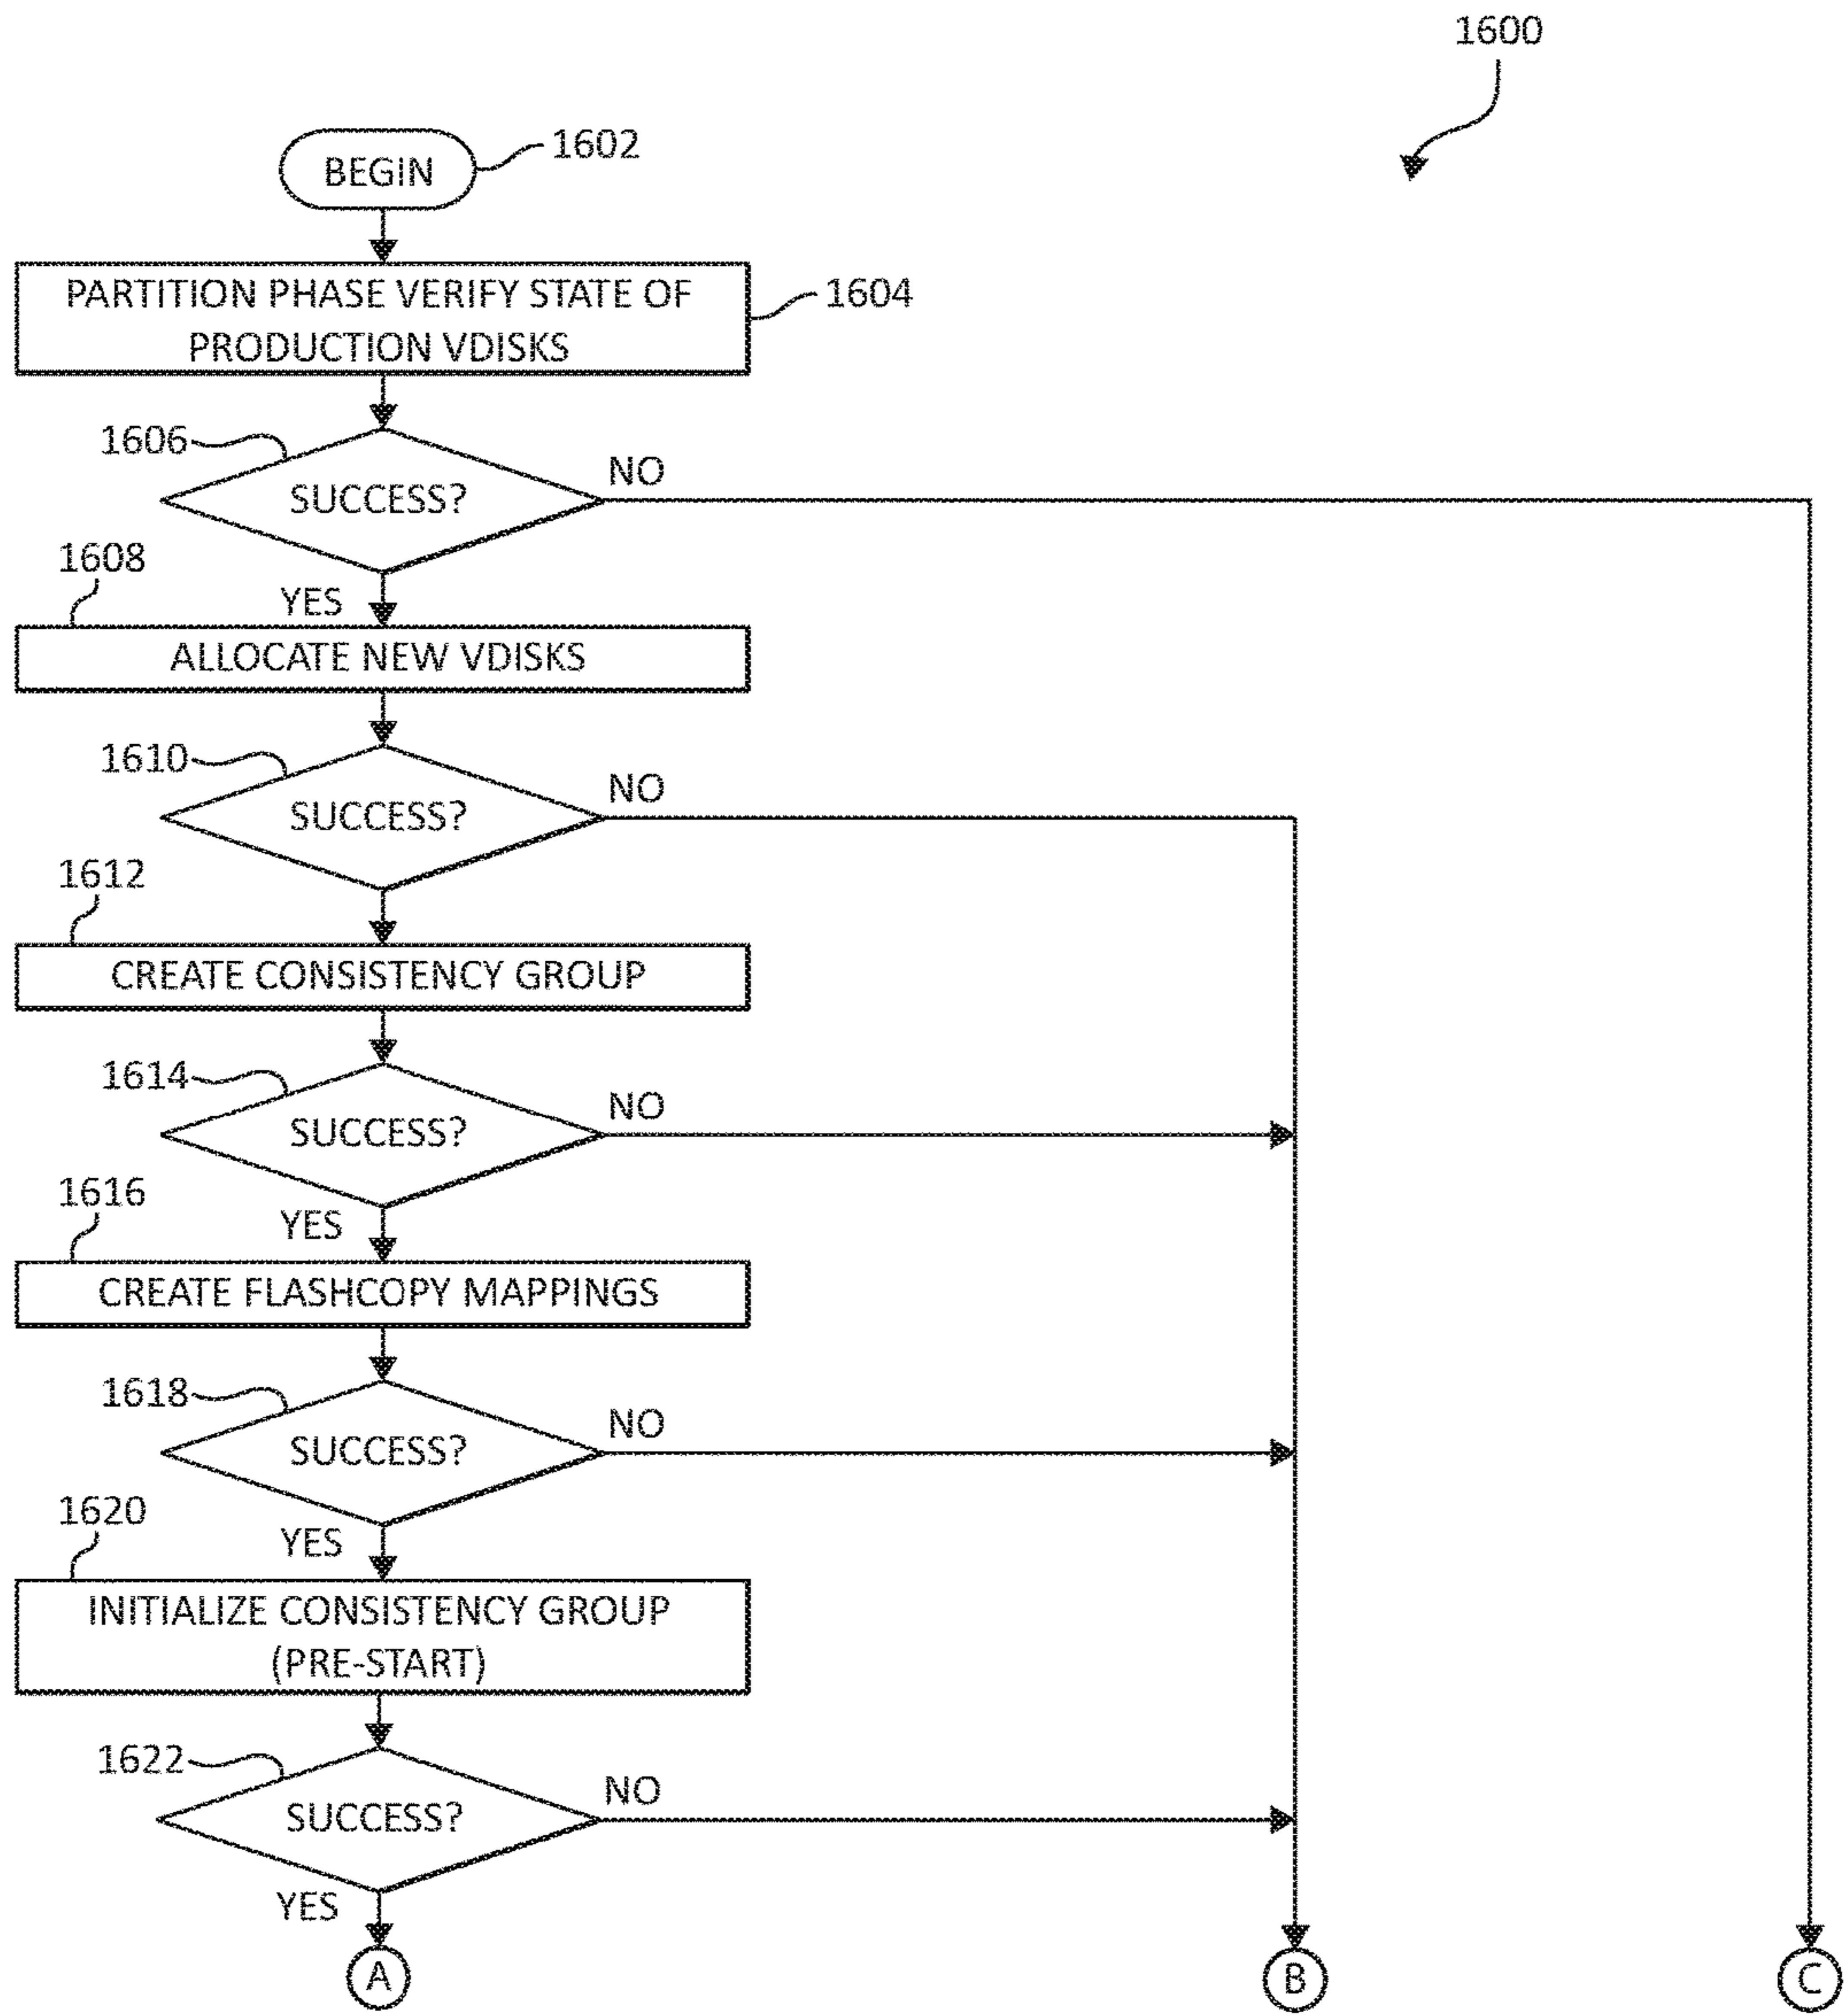 1600
BEGIN
1602
PARTITION PHASE VERIFY STATE OF
PRODUCTION VDISKS
1604
1606
SUCCESS?
NO
1608
YES
ALLOCATE NEW VDISKS
1610
SUCCESS?
NO
1612
CREATE CONSISTENCY GROUP
1614
SUCCESS?
NO
1616
YES
CREATE FLASHCOPY MAPPINGS
1618
SUCCESS?
NO
1620
YES
INITIALIZE CONSISTENCY GROUP
(PRE-START)
1622
SUCCESS?
NO
YES
A
B
C